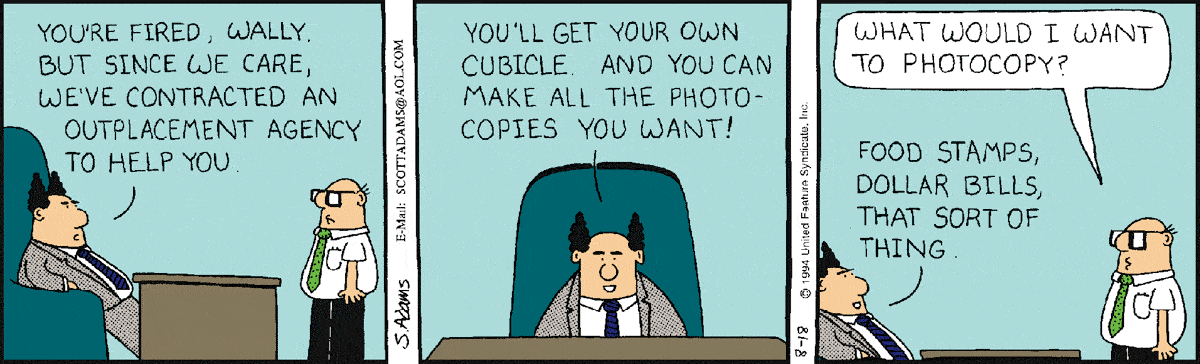 YOU'RE FIRED, WALLY.
BUT SINCE WE CARE,
WE'VE CONTRACTED AN
OUTPLACEMENT AGENCY
TO HELP YOU.
S. Adams
E-Mail: SCOTTADAMS@AOL.COM
YOU'LL GET YOUR OWN
CUBICLE. AND YOU CAN
MAKE ALL THE PHOTO-
COPIES YOU WANT!
8-18
© 1994 United Feature Syndicate, Inc.
WHAT WOULD I WANT
TO PHOTOCOPY?
FOOD STAMPS,
DOLLAR BILLS,
THAT SORT OF
THING.